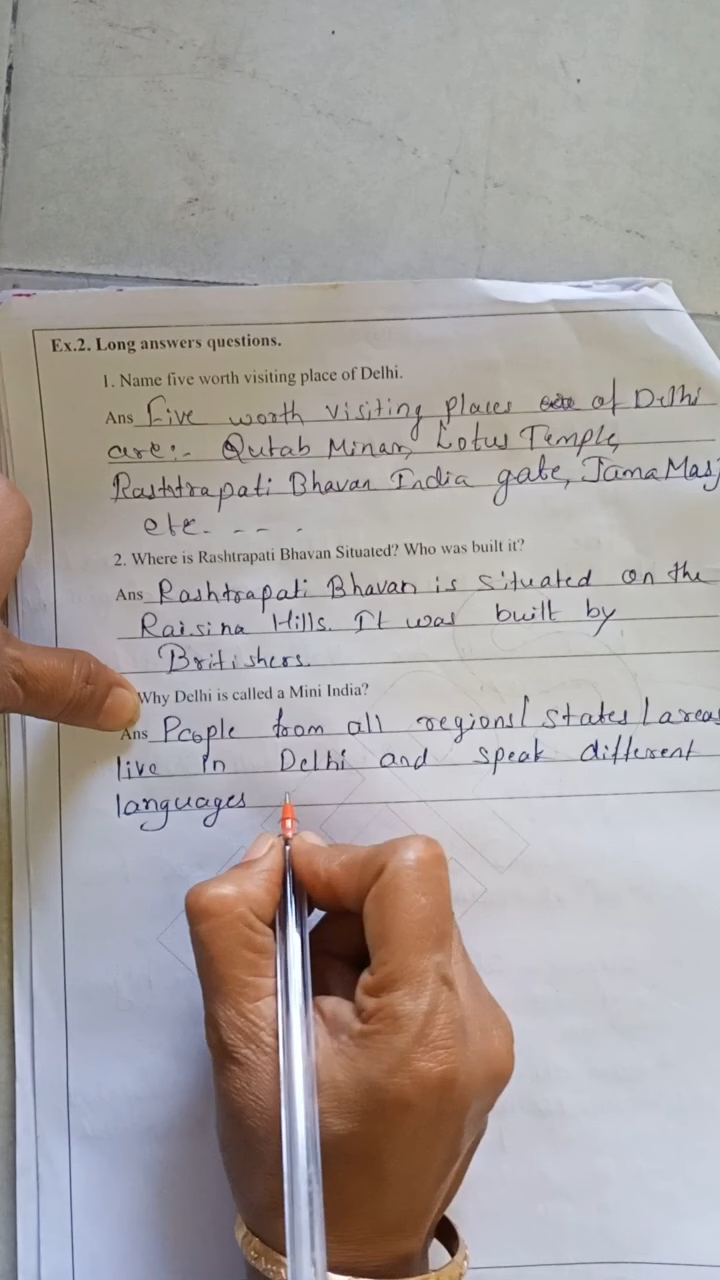 Ex.2. Long answers questions.
1. Name five worth visiting place of Delhi.
Ans Five worth visiting places of Delhi
are:- Qutab Minar, Lotus Temple,
Rashtrapati Bhavan India gate, Jama Masj
etc. - - -
2. Where is Rashtrapati Bhavan Situated? Who was built it?
Ans Rashtrapati Bhavan is situated on the
Raisina Hills. It was built by
Britishers.
Why Delhi is called a Mini India?
Ans People from all regions/ states/ areas
live in Delhi and speak different
languages